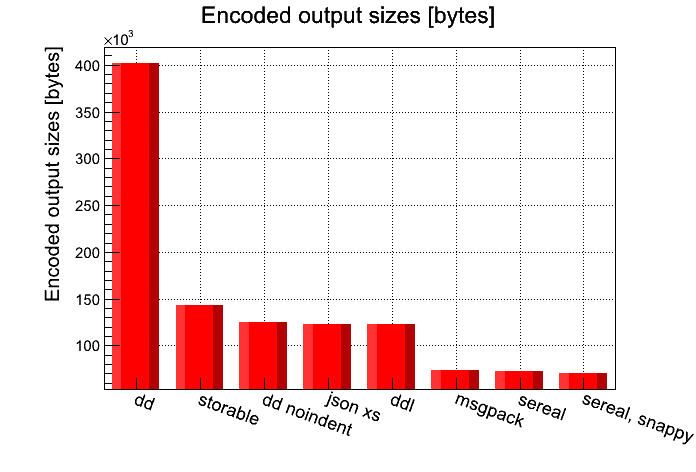 Encoded output sizes [bytes]
×10³
Encoded output sizes [bytes]
400
350
300
250
200
150
100
dd
storable
dd noindent
json xs
ddl
msgpack
sereal
sereal, snappy